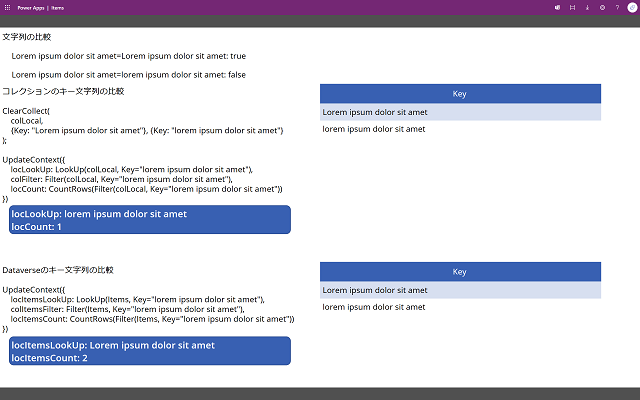 Power Apps | Items
文字列の比較
Lorem ipsum dolor sit amet=Lorem ipsum dolor sit amet: true
Lorem ipsum dolor sit amet=lorem ipsum dolor sit amet: false
コレクションのキー文字列の比較
ClearCollect(
colLocal,
{Key: "Lorem ipsum dolor sit amet"}, {Key: "lorem ipsum dolor sit amet")
);
UpdateContext({
locLookUp: LookUp(colLocal, Key="lorem ipsum dolor sit amet"),
colFilter: Filter(colLocal, Key="lorem ipsum dolor sit amet"),
locCount: CountRows(Filter(colLocal, Key="lorem ipsum dolor sit amet"))
})
locLookUp: lorem ipsum dolor sit amet
locCount: 1
Key
Lorem ipsum dolor sit amet
lorem ipsum dolor sit amet
Dataverseのキー文字列の比較
UpdateContext({
locItemsLookUp: LookUp(Items, Key="lorem ipsum dolor sit amet"),
colItemsFilter: Filter(Items, Key="lorem ipsum dolor sit amet"),
locItemsCount: CountRows(Filter(Items, Key="lorem ipsum dolor sit amet"))
})
locItemsLookUp: Lorem ipsum dolor sit amet
locItemsCount: 2
Key
Lorem ipsum dolor sit amet
lorem ipsum dolor sit amet